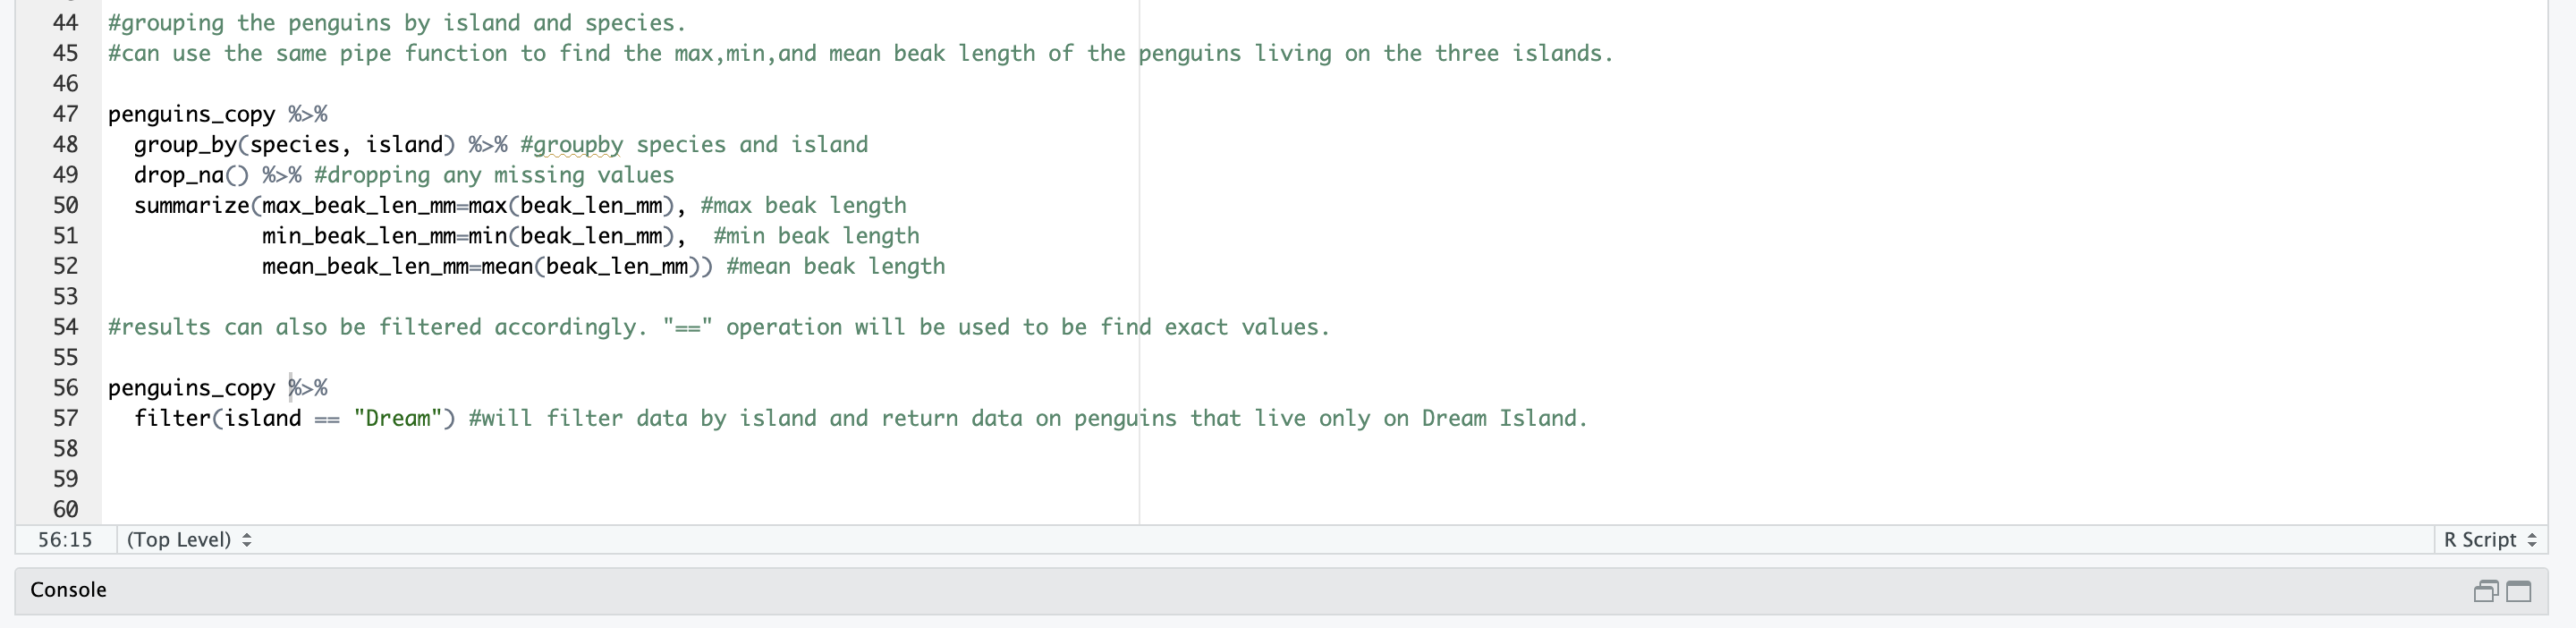 44 #grouping the penguins by island and species.
45 #can use the same pipe function to find the max,min,and mean beak length of the penguins living on the three islands.
46
47 penguins_copy %>%
48   group_by(species, island) %>% #groupby species and island
49   drop_na() %>% #dropping any missing values
50   summarize(max_beak_len_mm=max(beak_len_mm), #max beak length
51             min_beak_len_mm=min(beak_len_mm),  #min beak length
52             mean_beak_len_mm=mean(beak_len_mm)) #mean beak length
53
54 #results can also be filtered accordingly. "==" operation will be used to be find exact values.
55
56 penguins_copy %>%
57   filter(island == "Dream") #will filter data by island and return data on penguins that live only on Dream Island.
58
59
60
56:15 (Top Level) R Script
Console